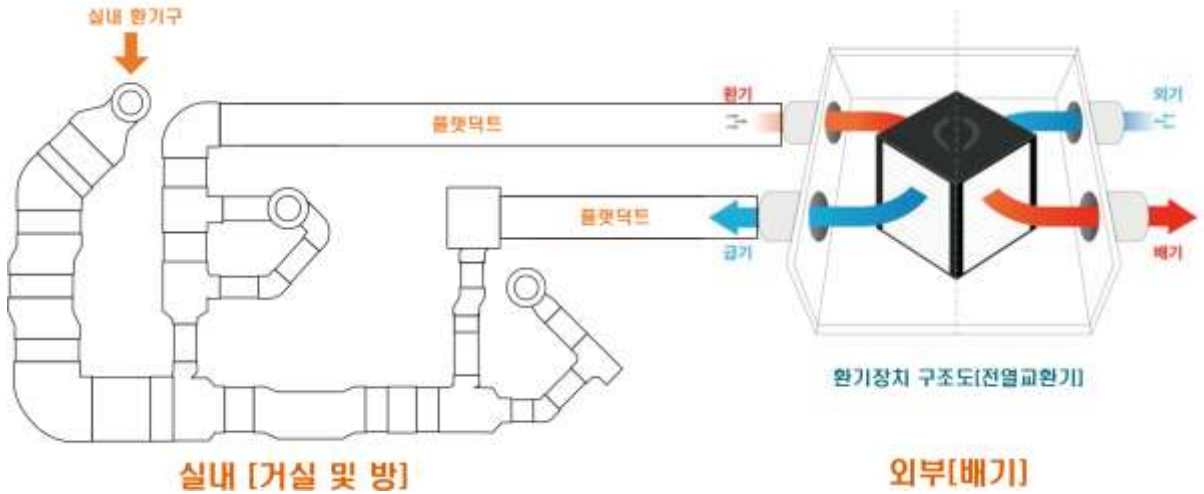 실내 환기구
플랫덕트
환기
외기
플랫덕트
급기
배기
환기장치 구조도[전열교환기]
실내 [거실 및 방]
외부[배기]